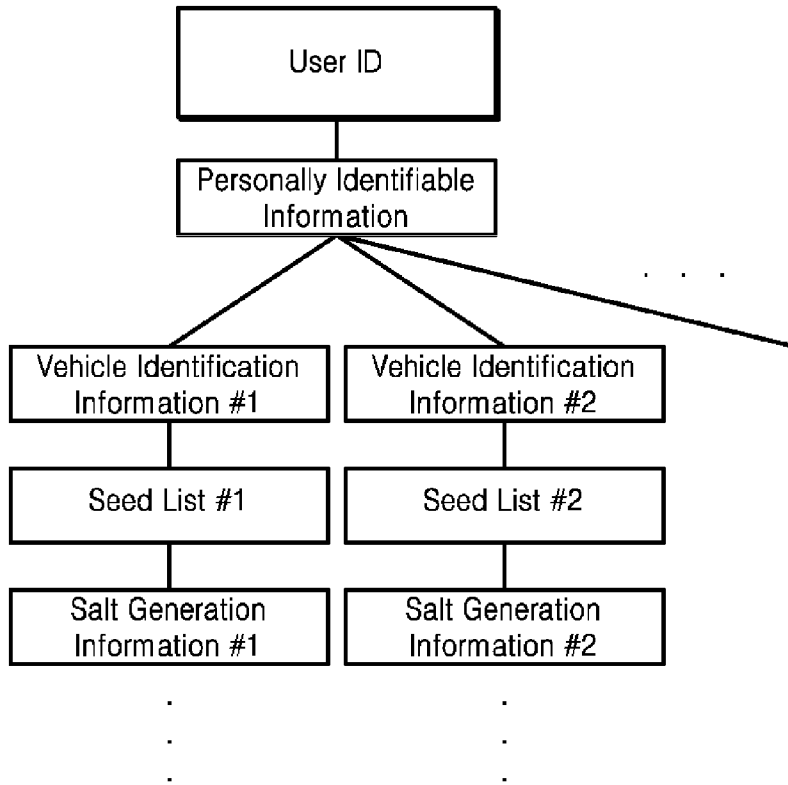 User ID
Personally Identifiable
Information
. . .
Vehicle Identification
Information #1
Vehicle Identification
Information #2
Seed List #1
Seed List #2
Salt Generation
Information #1
Salt Generation
Information #2